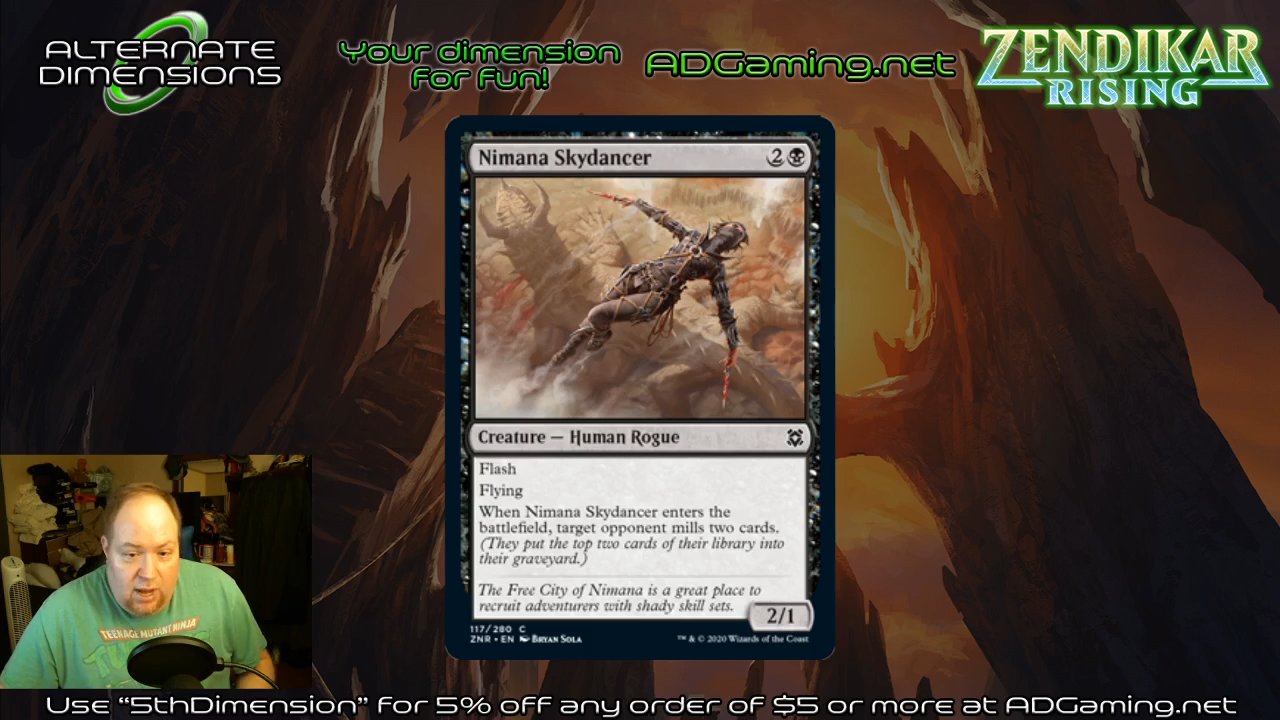 ALTERNATE
DIMENSIONS
Your dimension
for fun!
ADGaming.net
ZENDIKAR
RISING
Nimana Skydancer 2
Creature — Human Rogue
Flash
Flying
When Nimana Skydancer enters the
battlefield, target opponent mills two cards.
(They put the top two cards of their library into
their graveyard.)
The Free City of Nimana is a great place to
recruit adventurers with shady skill sets.
2/1
117/280 C
ZNR • EN Bryan Sola
™ & © 2020 Wizards of the Coast
TEENAGE MUTANT NINJA
Use “5thDimension” for 5% off any order of $5 or more at ADGaming.net